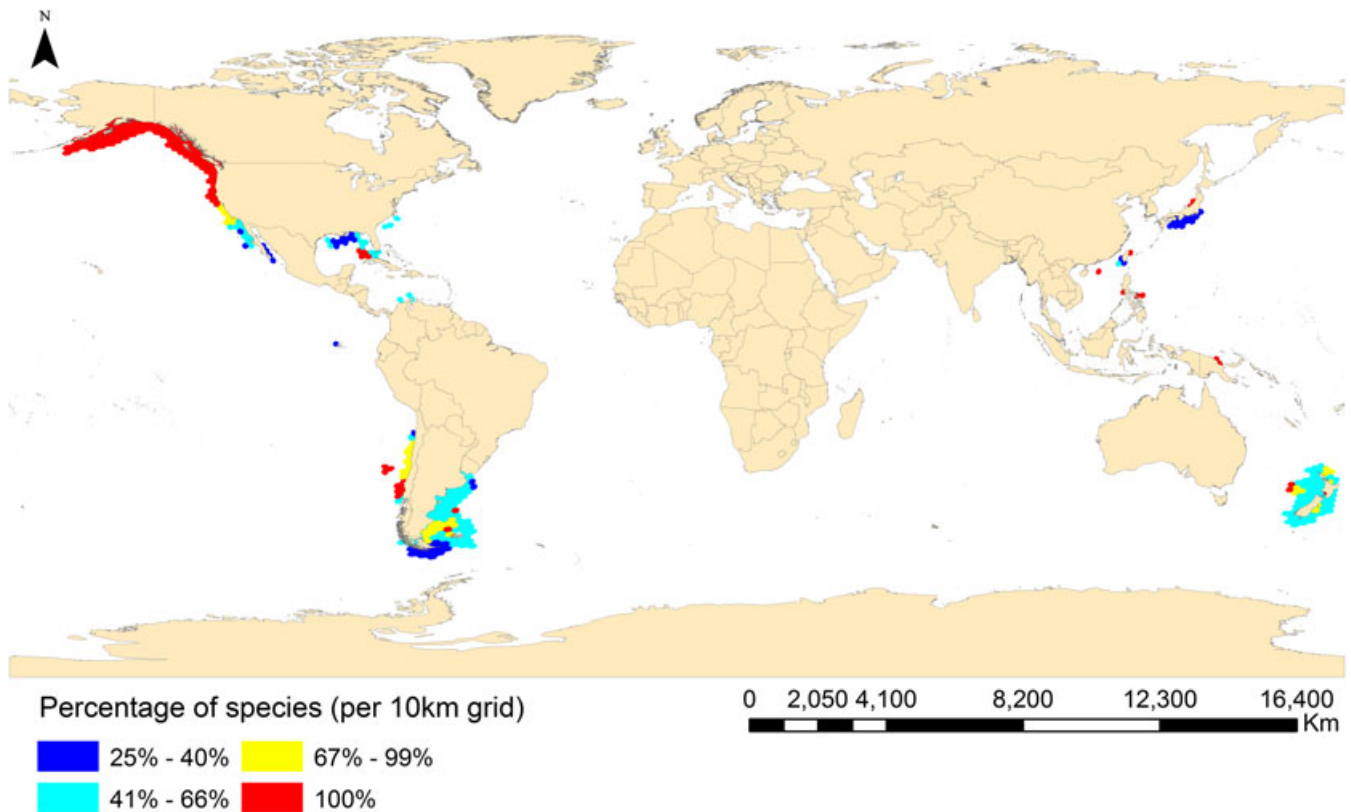 N
Percentage of species (per 10km grid)
25% - 40%
67% - 99%
41% - 66%
100%
0 2,050 4,100 8,200 12,300 16,400
Km